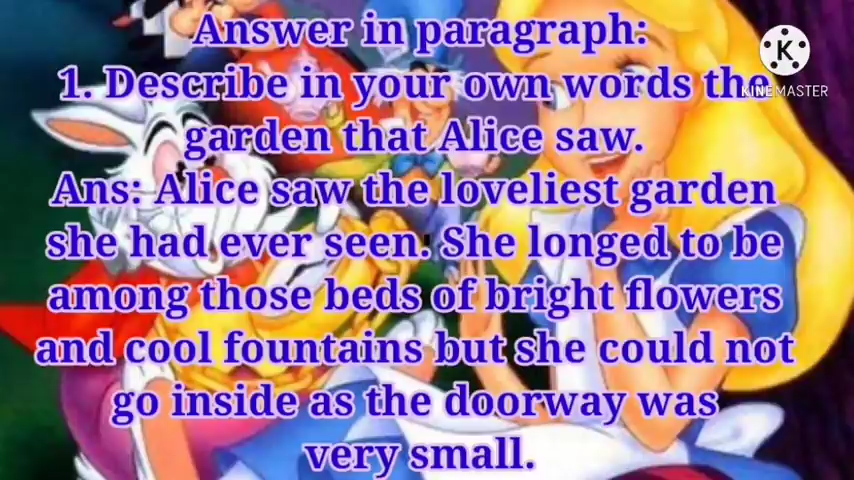 Answer in paragraph:
1. Describe in your own words the
garden that Alice saw.
Ans: Alice saw the loveliest garden
she had ever seen. She longed to be
among those beds of bright flowers
and cool fountains but she could not
go inside as the doorway was
very small.
K
KINEMASTER